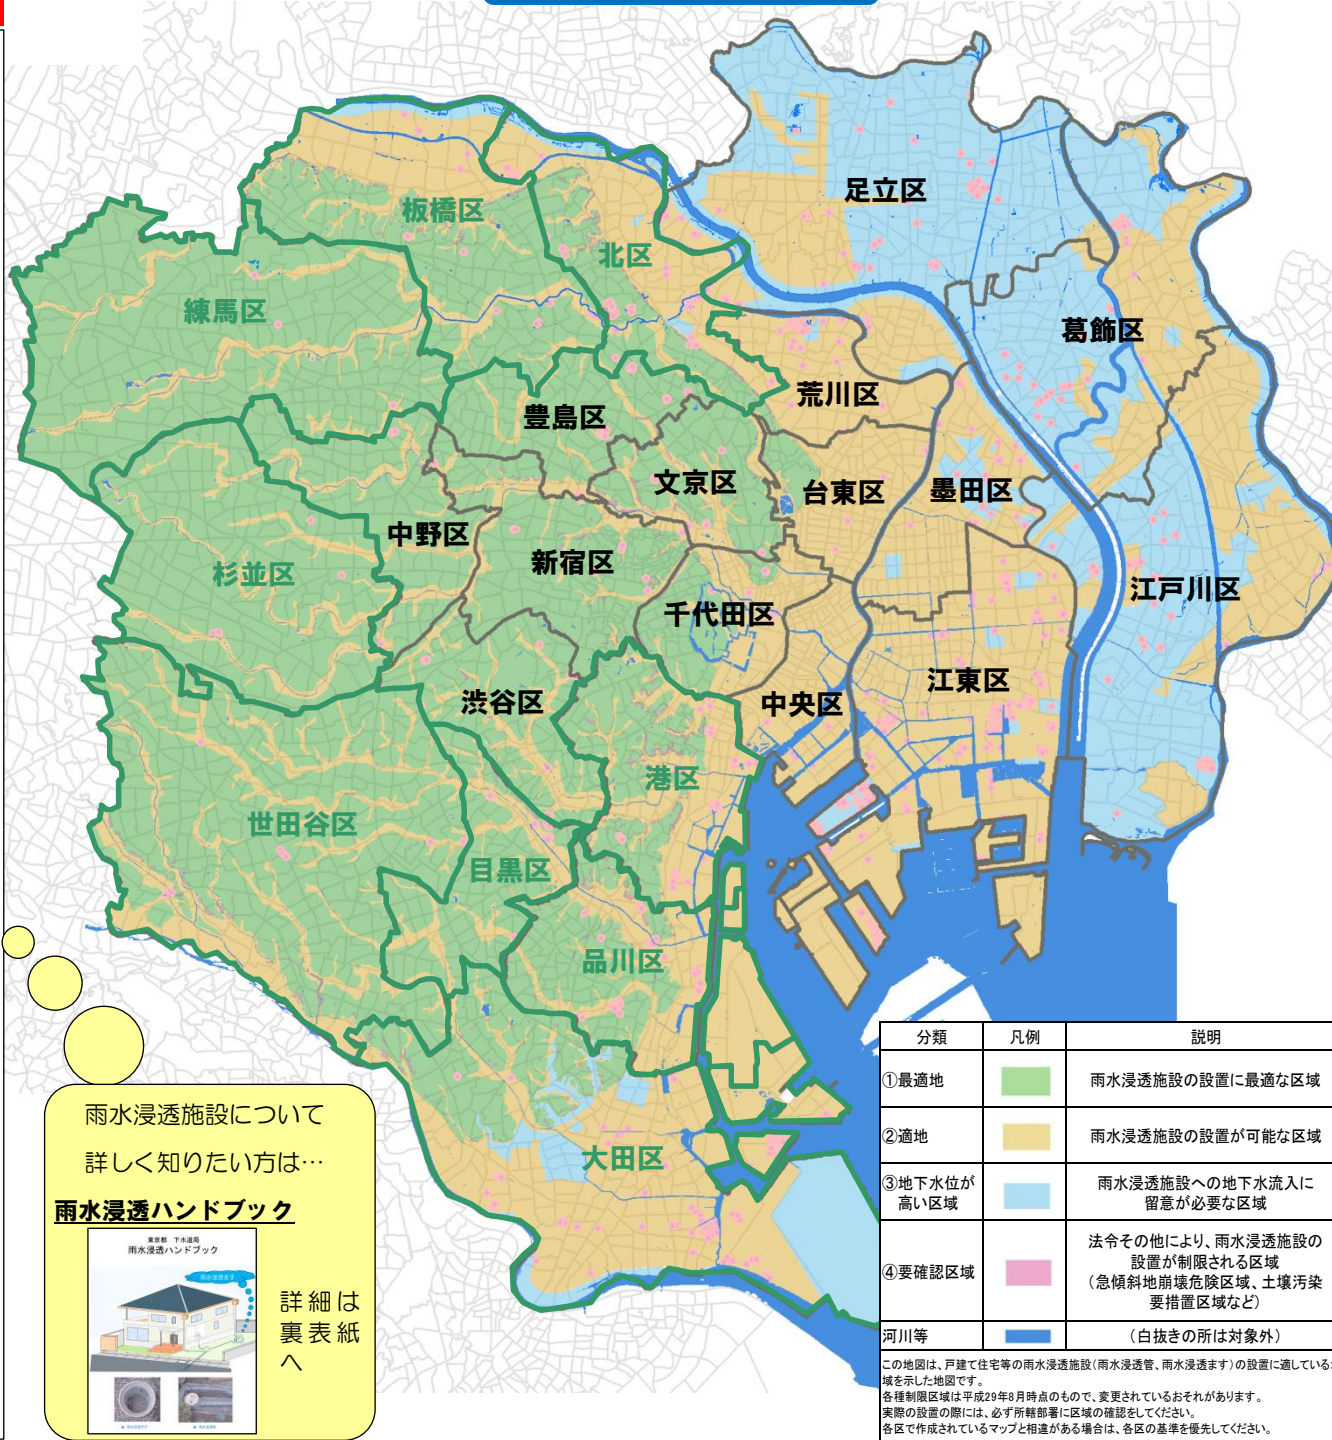 足立区
板橋区
北区
練馬区
葛飾区
荒川区
豊島区
文京区
台東区
墨田区
中野区
新宿区
杉並区
江戸川区
千代田区
江東区
渋谷区
中央区
港区
世田谷区
目黒区
品川区
大田区
雨水浸透施設について
詳しく知りたい方は…
雨水浸透ハンドブック
東京都 下水道局
雨水浸透ハンドブック
雨水浸透ます
詳細は
裏表紙
へ
分類 凡例 説明
①最適地 雨水浸透施設の設置に最適な区域
②適地 雨水浸透施設の設置が可能な区域
③地下水位が
高い区域
雨水浸透施設への地下水流入に
留意が必要な区域
④要確認区域
法令その他により、雨水浸透施設の
設置が制限される区域
（急傾斜地崩壊危険区域、土壌汚染
要措置区域など）
河川等 （白抜きの所は対象外）
この地図は、戸建て住宅等の雨水浸透施設（雨水浸透管、雨水浸透ます）の設置に適している
域を示した地図です。
各種制限区域は平成29年8月時点のもので、変更されているおそれがあります。
実際の設置の際には、必ず所轄部署に区域の確認をしてください。
各区で作成されているマップと相違がある場合は、各区の基準を優先してください。